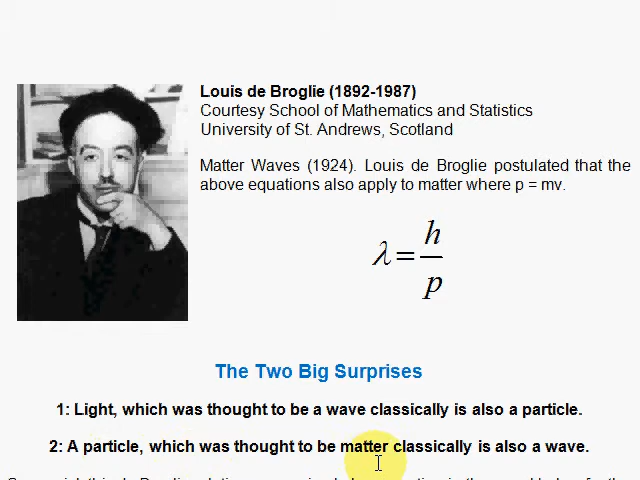 Louis de Broglie (1892-1987)
Courtesy School of Mathematics and Statistics
University of St. Andrews, Scotland
Matter Waves (1924). Louis de Broglie postulated that the
above equations also apply to matter where p = mv.
λ = h/p
The Two Big Surprises
1: Light, which was thought to be a wave classically is also a particle.
2: A particle, which was thought to be matter classically is also a wave.